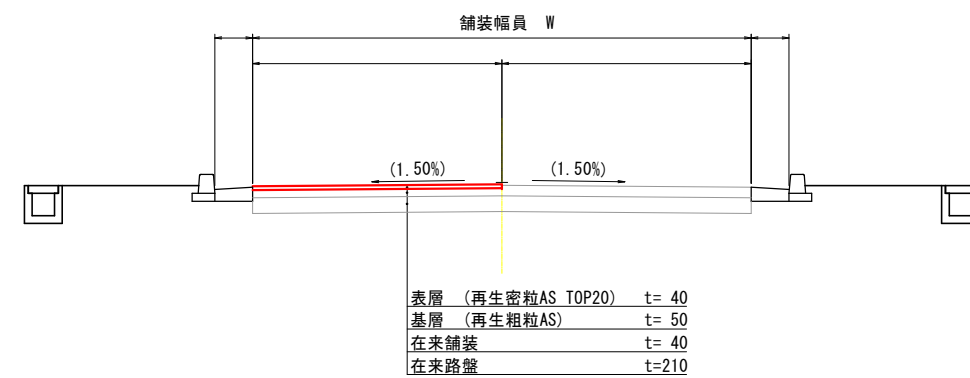 舗装幅員 W
(1.50%) (1.50%)
表層 (再生密粒AS TOP20) t= 40
基層 (再生粗粒AS) t= 50
在来舗装 t= 40
在来路盤 t=210